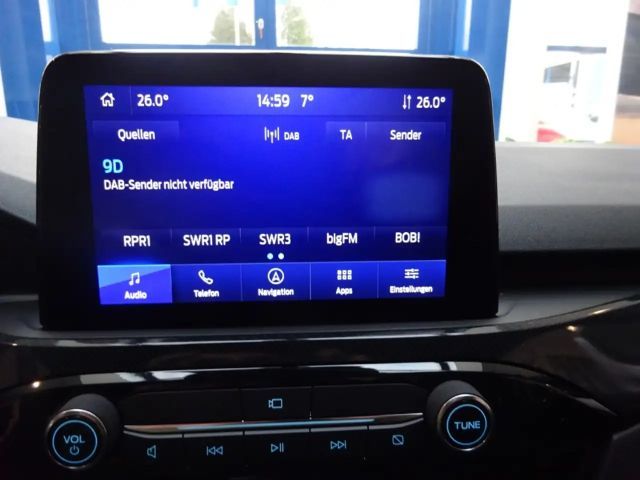 26.0° 14:59 7° 26.0°
Quellen DAB TA Sender
9D
DAB-Sender nicht verfügbar
RPR1 SWR1 RP SWR3 bigFM BOB!
Audio Telefon Navigation Apps Einstellungen
VOL TUNE